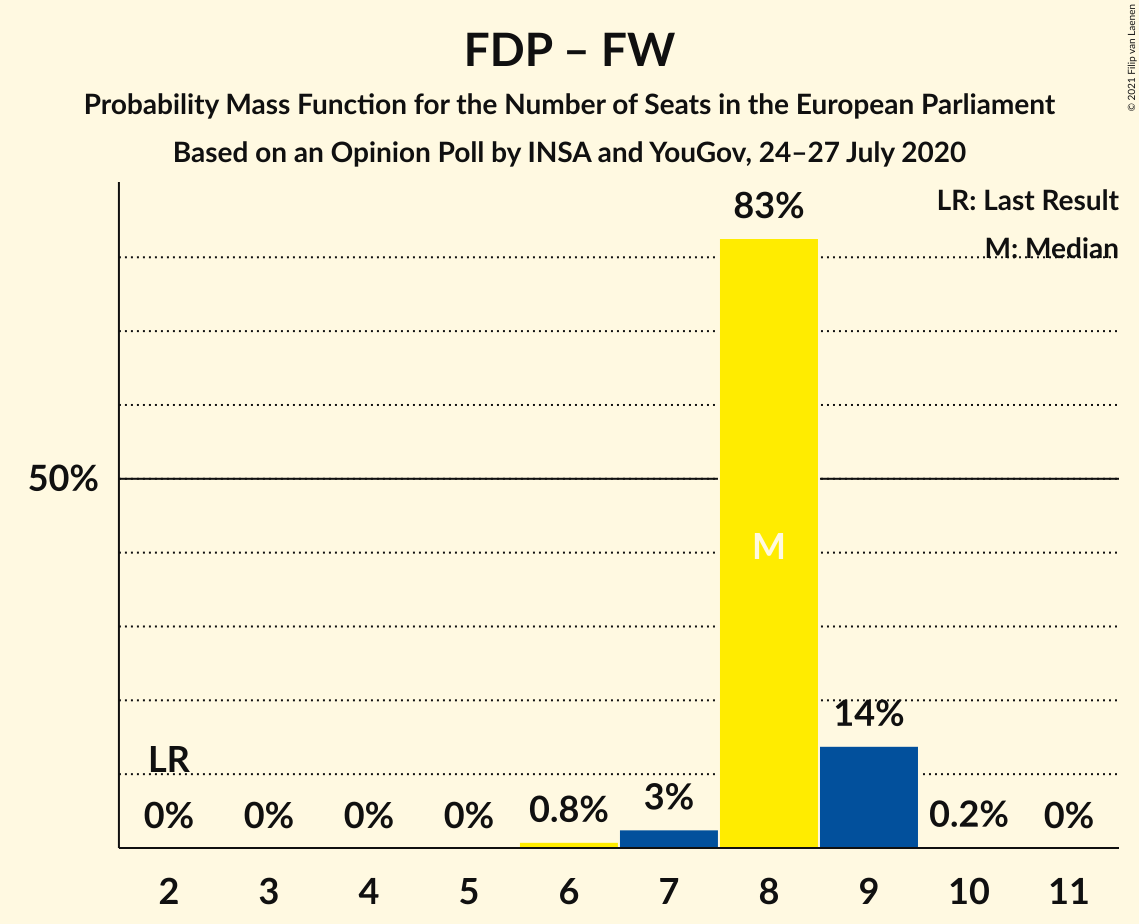 FDP – FW
Probability Mass Function for the Number of Seats in the European Parliament
Based on an Opinion Poll by INSA and YouGov, 24–27 July 2020
© 2021 Filip van Laenen
LR: Last Result
M: Median
83%
50%
M
14%
LR
0%
0%
0%
0%
0.8%
3%
0.2%
0%
2
3
4
5
6
7
8
9
10
11